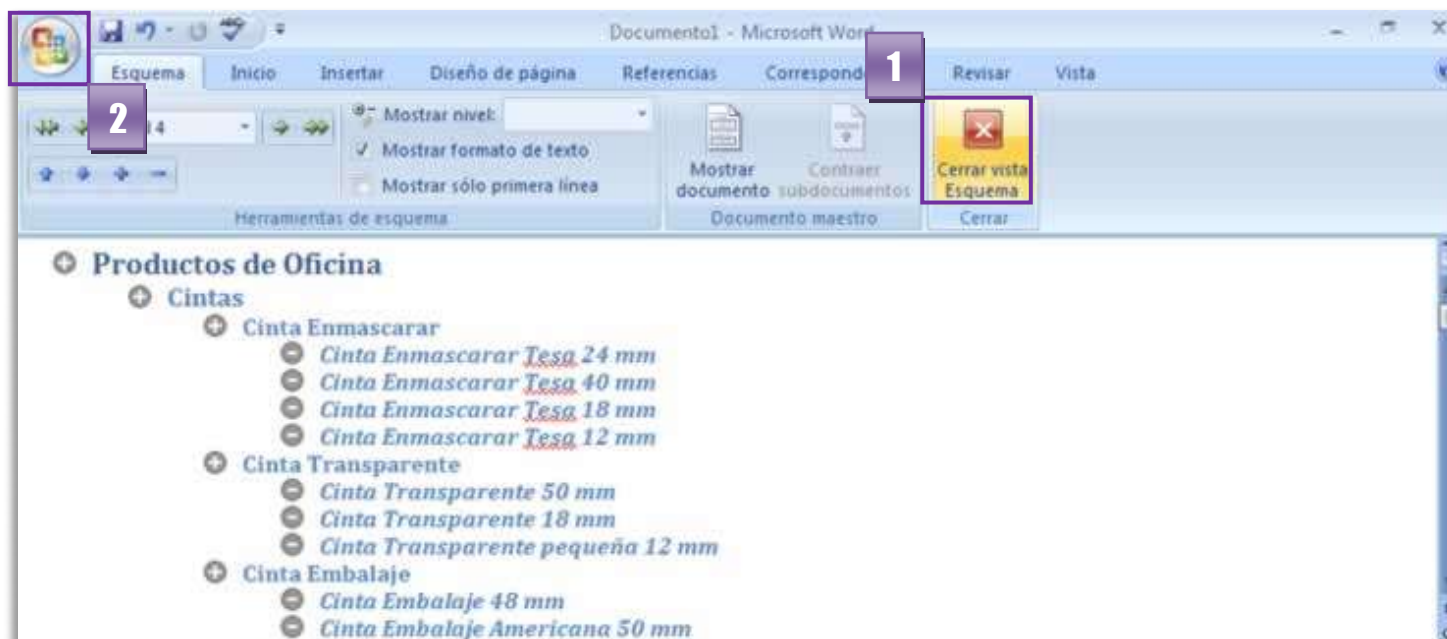 Documento1 - Microsoft Word
1
Esquema Inicio Insertar Diseño de página Referencias Revisar Vista
2
Mostrar nivel:
Mostrar formato de texto
Mostrar sólo primera línea
Mostrar documento
Contraer subdocumentos
Cerrar vista Esquema
Herramientas de esquema Documento maestro Cerrar
Productos de Oficina
Cintas
Cinta Enmascarar
Cinta Enmascarar Tesa 24 mm
Cinta Enmascarar Tesa 40 mm
Cinta Enmascarar Tesa 18 mm
Cinta Enmascarar Tesa 12 mm
Cinta Transparente
Cinta Transparente 50 mm
Cinta Transparente 18 mm
Cinta Transparente pequeña 12 mm
Cinta Embalaje
Cinta Embalaje 48 mm
Cinta Embalaje Americana 50 mm